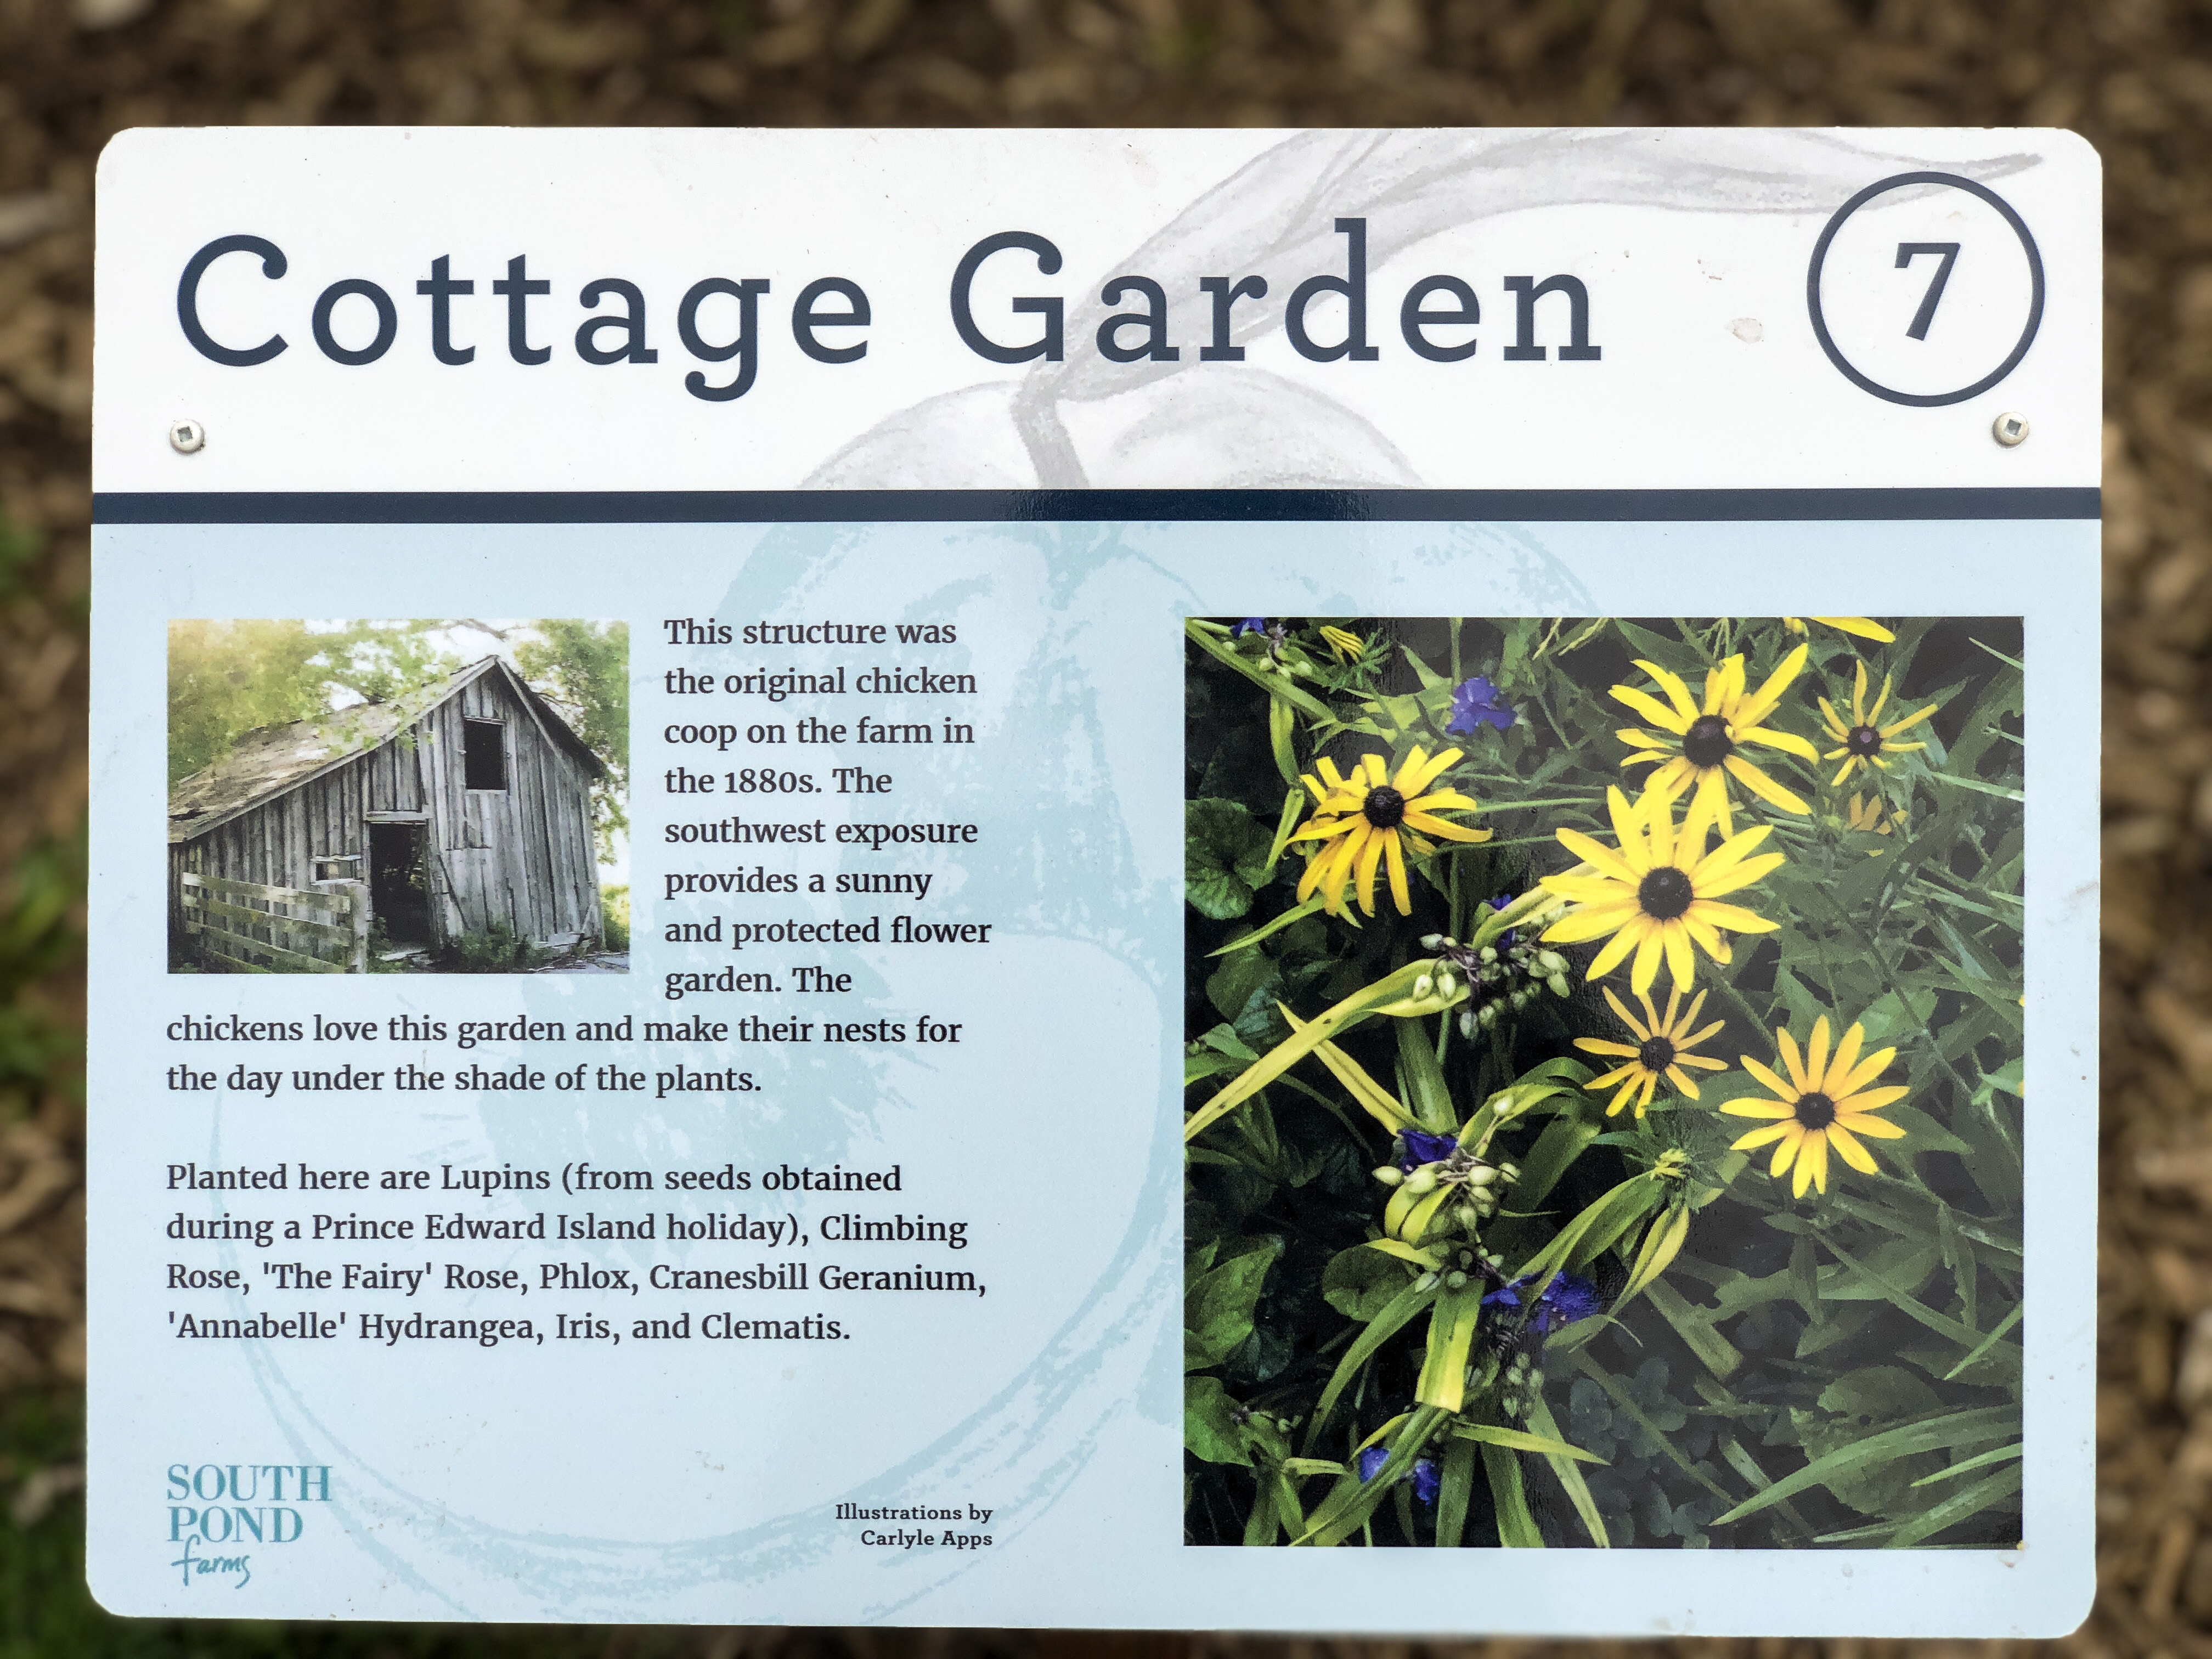 Cottage Garden
7
This structure was
the original chicken
coop on the farm in
the 1880s. The
southwest exposure
provides a sunny
and protected flower
garden. The
chickens love this garden and make their nests for
the day under the shade of the plants.
Planted here are Lupins (from seeds obtained
during a Prince Edward Island holiday), Climbing
Rose, 'The Fairy' Rose, Phlox, Cranesbill Geranium,
'Annabelle' Hydrangea, Iris, and Clematis.
SOUTH
POND
farms
Illustrations by
Carlyle Apps